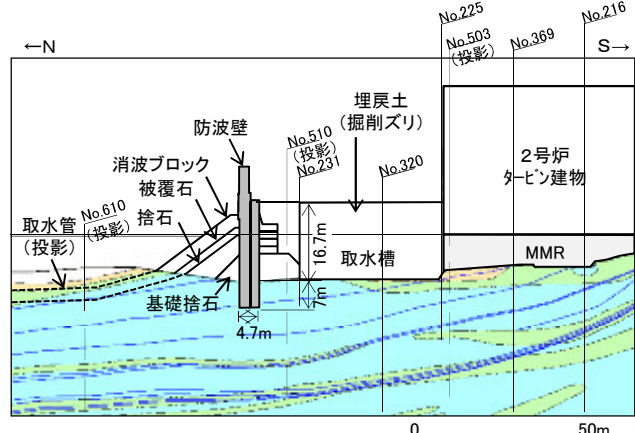 No.225
No.216
←N
No.503
(投影)
No.369
S→
埋戻土
(掘削ズリ)
防波壁
No.510
(投影)
No.231
No.320
2号炉
タービン建物
消波ブロック
被覆石
捨石
No.610
(投影)
取水管
(投影)
16.7m
取水槽
MMR
基礎捨石
7m
4.7m
0
50m